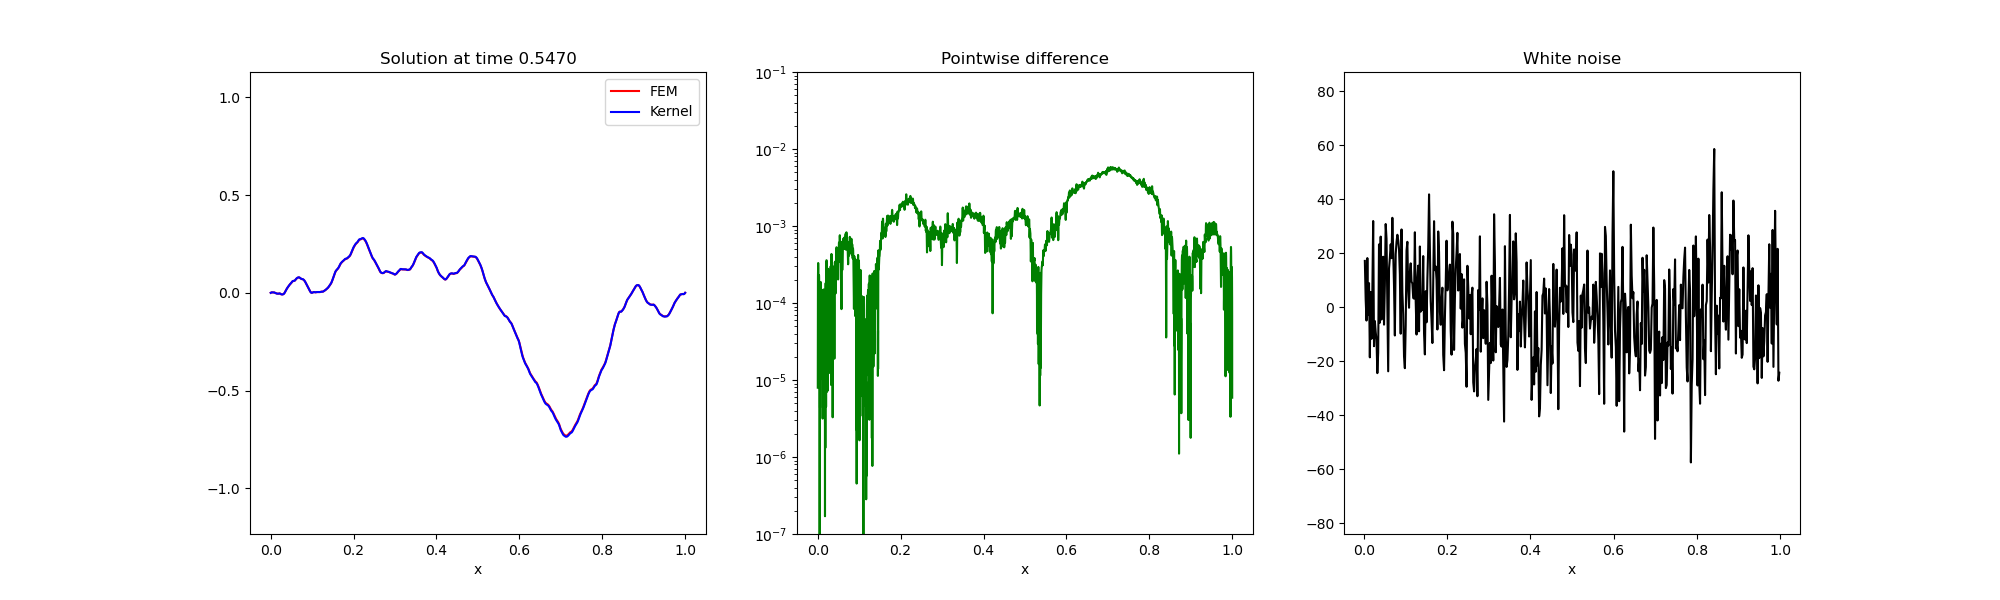 Solution at time 0.5470
1.0
0.5
0.0
−0.5
−1.0
0.0 0.2 0.4 0.6 0.8 1.0
x
FEM
Kernel
Pointwise difference
10⁻¹
10⁻²
10⁻³
10⁻⁴
10⁻⁵
10⁻⁶
10⁻⁷
0.0 0.2 0.4 0.6 0.8 1.0
x
White noise
80
60
40
20
0
−20
−40
−60
−80
0.0 0.2 0.4 0.6 0.8 1.0
x